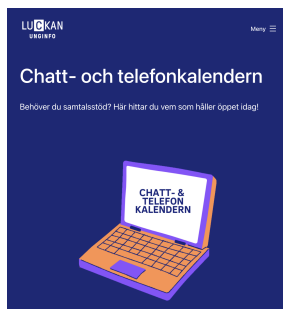 LUCKAN
UNGINFO
Meny
Chatt- och telefonkalendern
Behöver du samtalsstöd? Här hittar du vem som håller öppet idag!
CHATT- &
TELEFON
KALENDERN